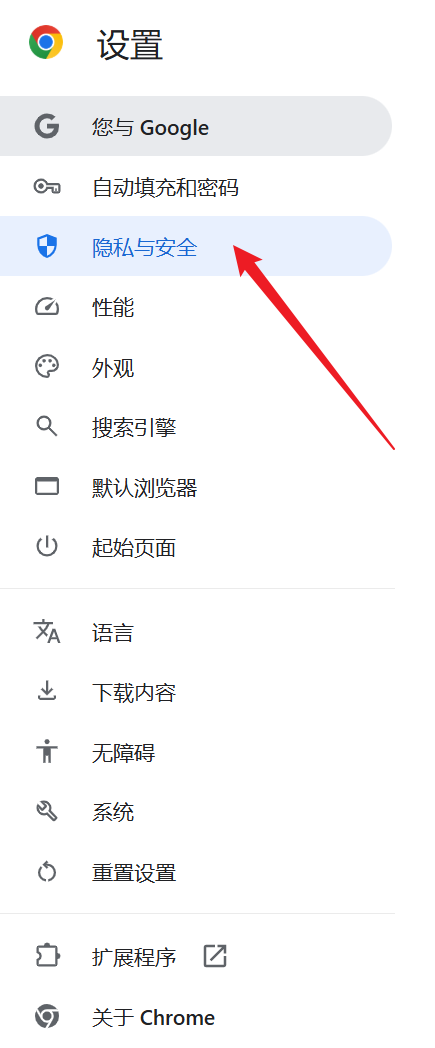 设置
您与 Google
自动填充和密码
隐私与安全
性能
外观
搜索引擎
默认浏览器
起始页面
语言
下载内容
无障碍
系统
重置设置
扩展程序
关于 Chrome